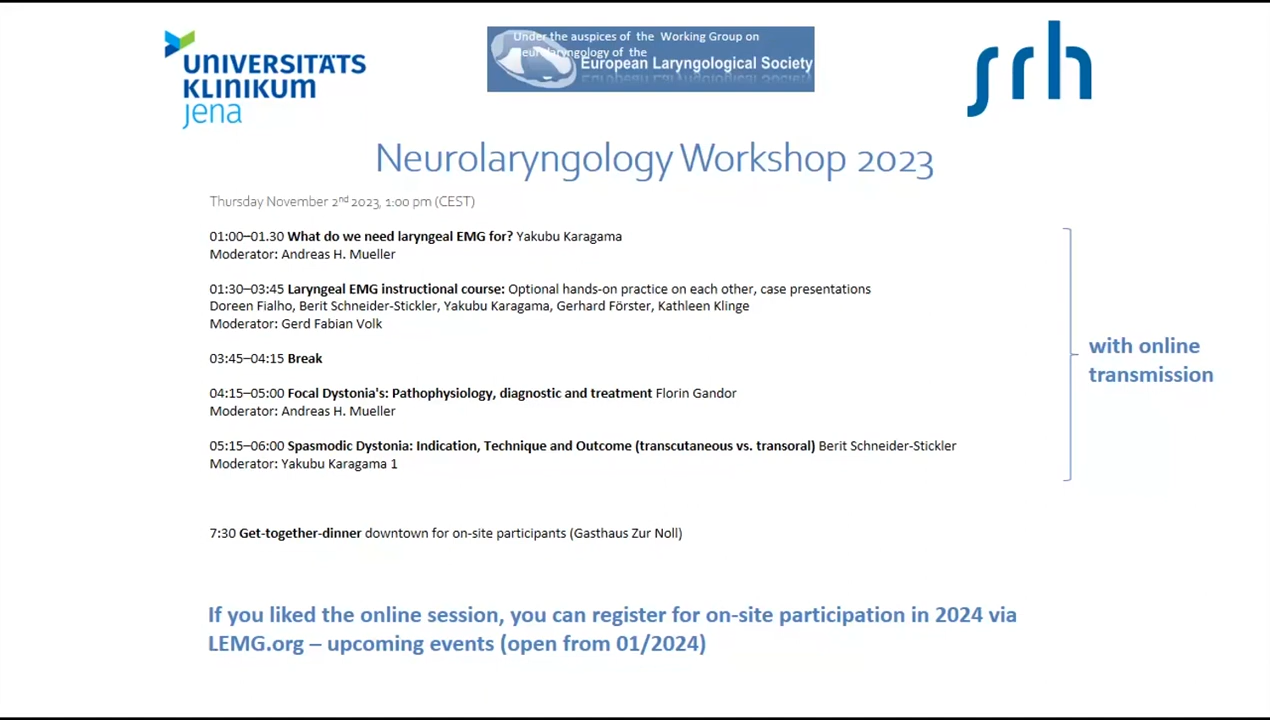 UNIVERSITÄTS
KLINIKUM
jena
Under the auspices of the Working Group on
Neurolaryngology of the
European Laryngological Society
srh
Neurolaryngology Workshop 2023
Thursday November 2nd 2023, 1:00 pm (CEST)
01:00–01.30 What do we need laryngeal EMG for? Yakubu Karagama
Moderator: Andreas H. Mueller
01:30–03:45 Laryngeal EMG instructional course: Optional hands-on practice on each other, case presentations
Doreen Fialho, Berit Schneider-Stickler, Yakubu Karagama, Gerhard Förster, Kathleen Klinge
Moderator: Gerd Fabian Volk
03:45–04:15 Break
04:15–05:00 Focal Dystonia's: Pathophysiology, diagnostic and treatment Florin Gandor
Moderator: Andreas H. Mueller
05:15–06:00 Spasmodic Dystonia: Indication, Technique and Outcome (transcutaneous vs. transoral) Berit Schneider-Stickler
Moderator: Yakubu Karagama 1
with online
transmission
7:30 Get-together-dinner downtown for on-site participants (Gasthaus Zur Noll)
If you liked the online session, you can register for on-site participation in 2024 via
LEMG.org – upcoming events (open from 01/2024)